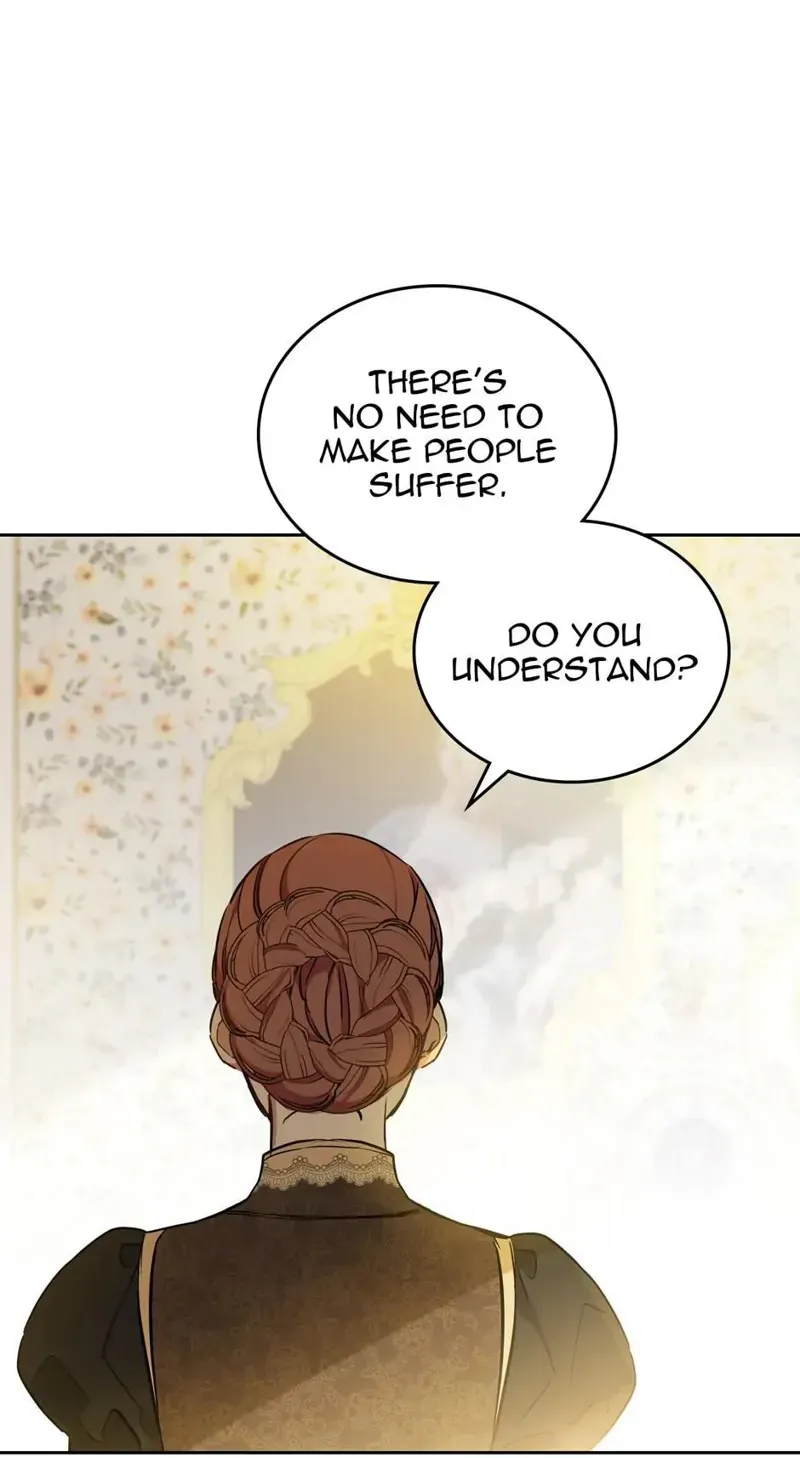 THERE'S
NO NEED TO
MAKE PEOPLE
SUFFER.
DO YOU
UNDERSTAND?